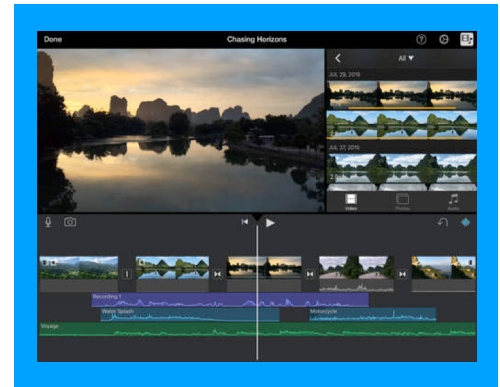 Done
Chasing Horizons
All ▼
JUL 29, 2015
JUL 27, 2015
Video
Photos
Audio
Recording 1
Water Splash
Motorcycle
Voyage